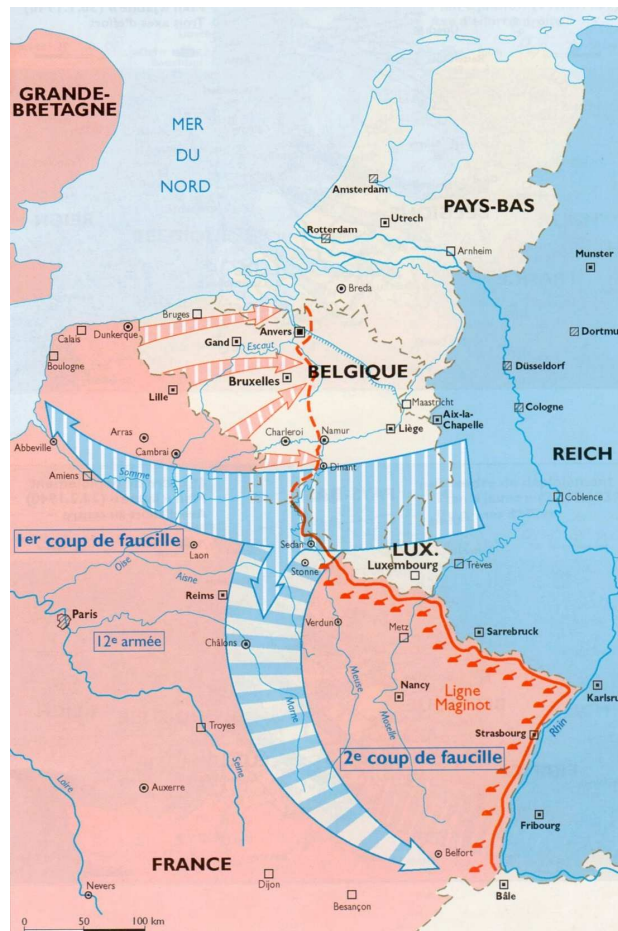 GRANDE-
BRETAGNE
MER
DU
NORD
Amsterdam
PAYS-BAS
Utrech
Rotterdam
Arnheim
Munster
Breda
Bruges
Dunkerque
Calais
Anvers
Dortmu
Gand
Escaut
Boulogne
BELGIQUE
Düsseldorf
Bruxelles
Lille
Maastricht
Cologne
Aix-la-
Chapelle
Arras
Charleroi
Namur
Liège
Abbeville
Cambrai
REICH
Dinant
Amiens
Somme
Coblence
1er coup de faucille
Sedan
LUX.
Laon
Oise
Stonne
Luxembourg
Trèves
Aisne
Reims
Paris
Verdun
Metz
Sarrebruck
12e armée
Châlons
Meuse
Nancy
Ligne
Maginot
Karlsru
Marne
Moselle
Strasbourg
Rhin
Troyes
2e coup de faucille
Seine
Loire
Auxerre
Fribourg
Belfort
FRANCE
Dijon
Nevers
Besançon
Bâle
0 50 100 km